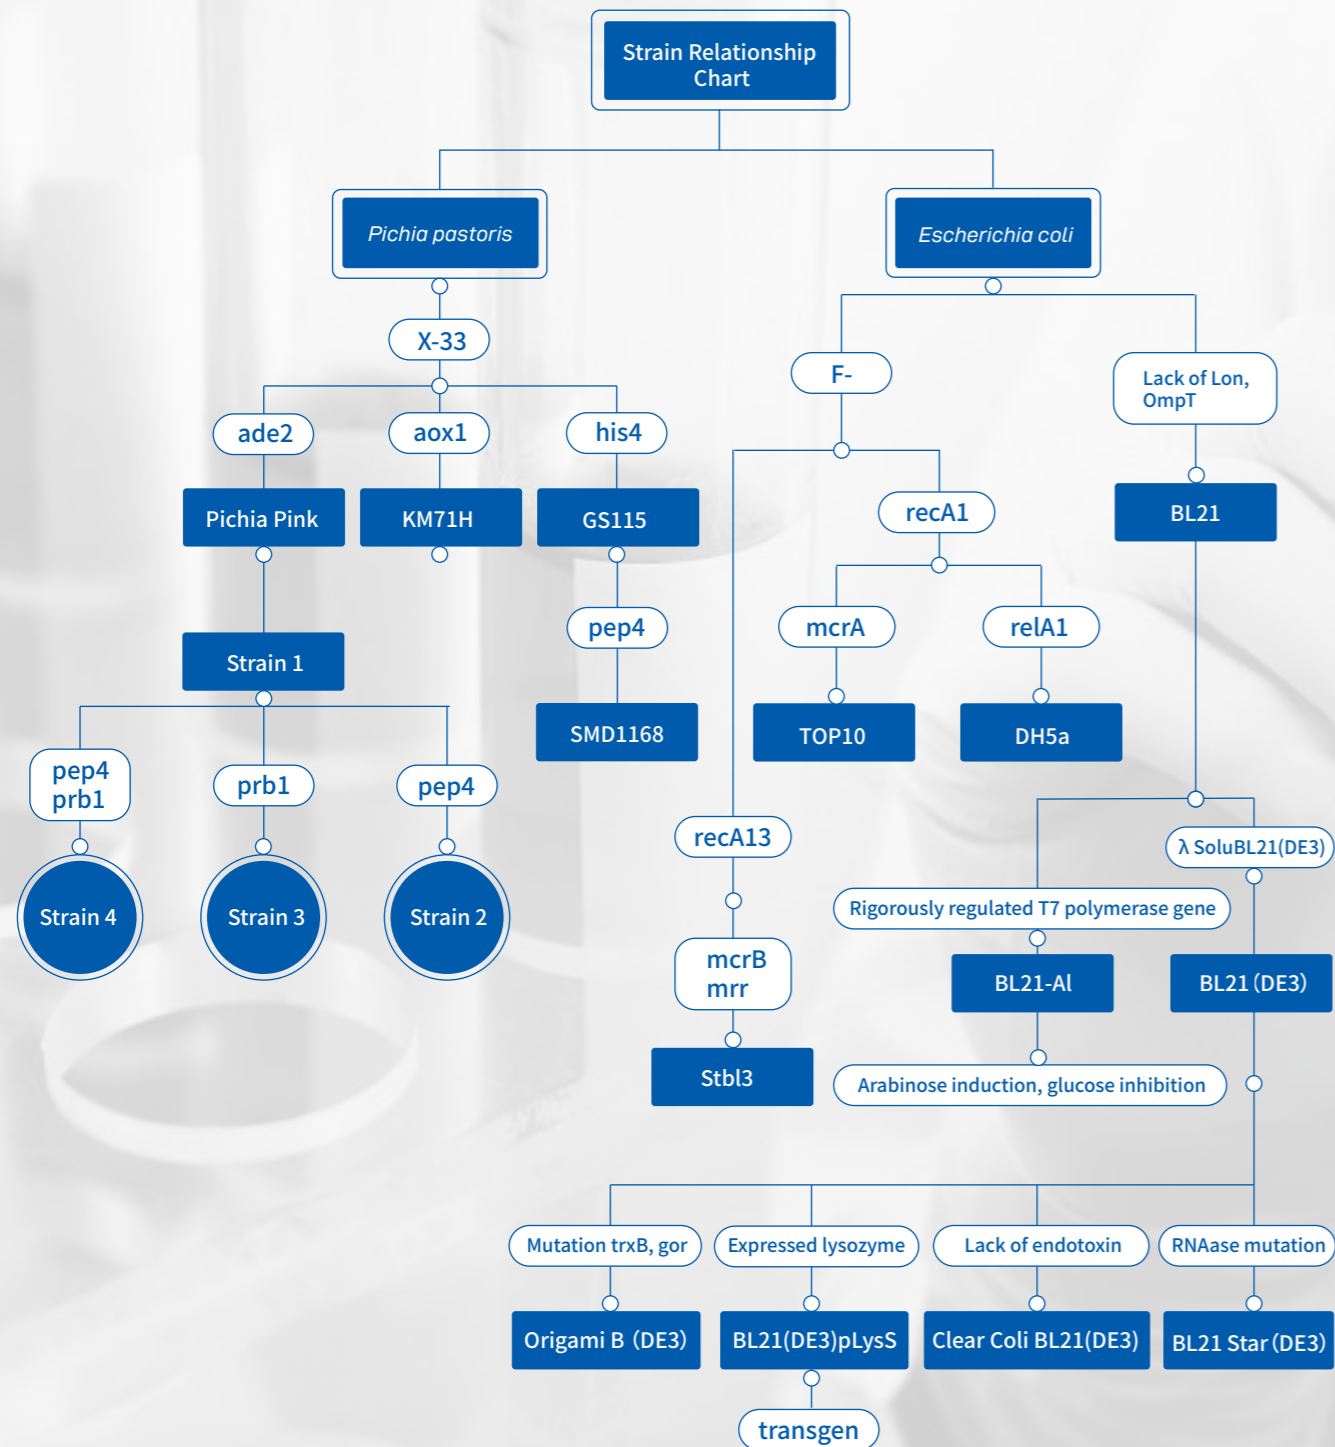 Strain Relationship
Chart
Pichia pastoris
Escherichia coli
X-33
F-
Lack of Lon,
OmpT
ade2
aox1
his4
Pichia Pink
KM71H
GS115
recA1
BL21
pep4
mcrA
relA1
Strain 1
SMD1168
TOP10
DH5a
pep4
prb1
prb1
pep4
recA13
λ SoluBL21(DE3)
Strain 4
Strain 3
Strain 2
Rigorously regulated T7 polymerase gene
mcrB
mrr
BL21-Al
BL21(DE3)
Stbl3
Arabinose induction, glucose inhibition
Mutation trxB, gor
Expressed lysozyme
Lack of endotoxin
RNAase mutation
Origami B (DE3)
BL21(DE3)pLysS
Clear Coli BL21(DE3)
BL21 Star(DE3)
transgen